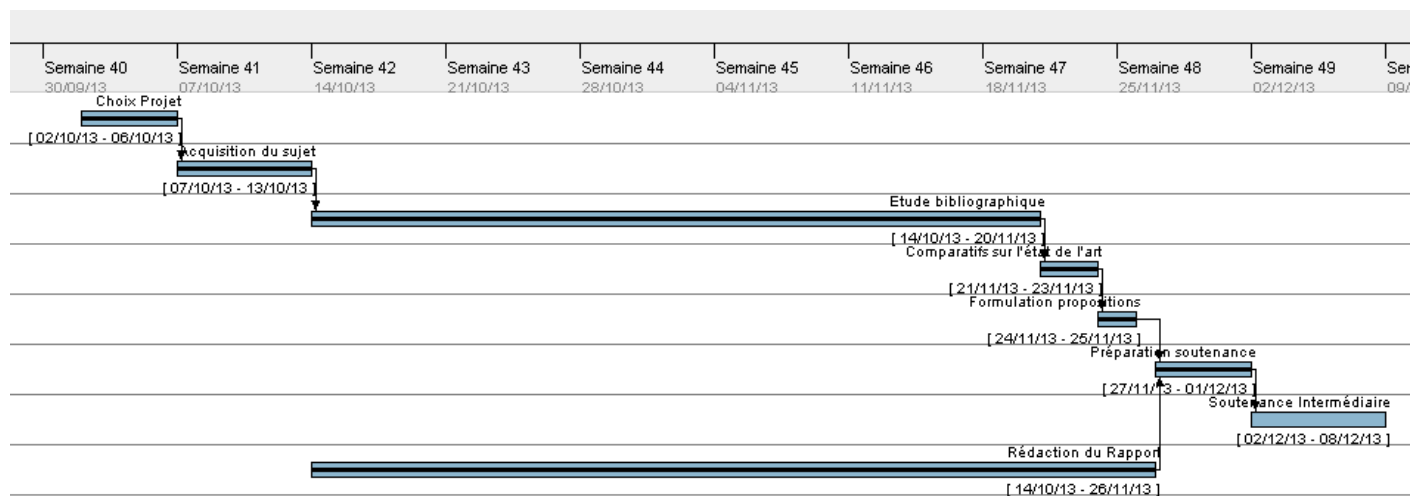 Semaine 40 Semaine 41 Semaine 42 Semaine 43 Semaine 44 Semaine 45 Semaine 46 Semaine 47 Semaine 48 Semaine 49 Ser
30/09/13 07/10/13 14/10/13 21/10/13 28/10/13 04/11/13 11/11/13 18/11/13 25/11/13 02/12/13 09/
Choix Projet
[ 02/10/13 - 06/10/13 ]
Acquisition du sujet
[ 07/10/13 - 13/10/13 ]
Etude bibliographique
[ 14/10/13 - 20/11/13 ]
Comparatifs sur l'état de l'art
[ 21/11/13 - 23/11/13 ]
Formulation propositions
[ 24/11/13 - 25/11/13 ]
Préparation soutenance
[ 27/11/13 - 01/12/13 ]
Soutenance Intermédiaire
[ 02/12/13 - 08/12/13 ]
Rédaction du Rapport
[ 14/10/13 - 26/11/13 ]